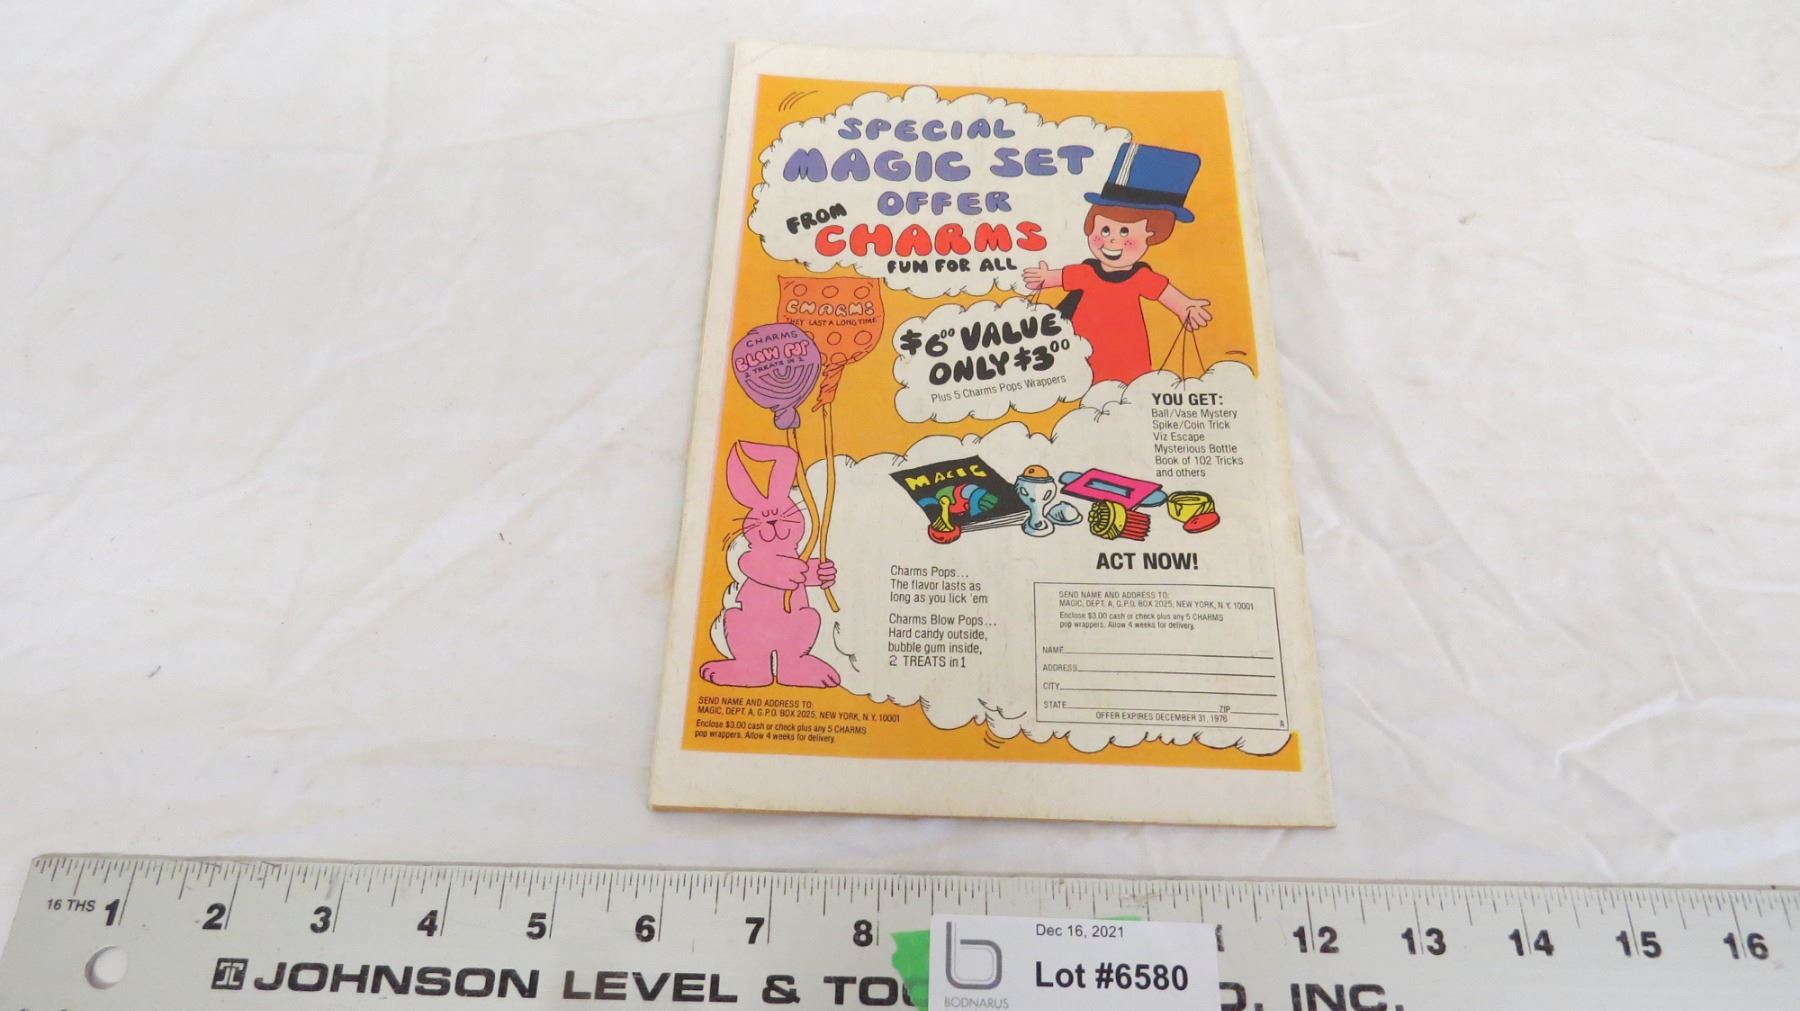 SPECIAL
MAGIC SET
OFFER
FROM
CHARMS
FUN FOR ALL
CHARMS
THEY LAST A LONG TIME
CHARMS
BLOW POP
2 TREATS IN 1
$6.00 VALUE
ONLY $3.00
Plus 5 Charms Pops Wrappers
YOU GET:
Ball/Vase Mystery
Spike/Coin Trick
Viz Escape
Mysterious Bottle
Book of 102 Tricks
and others
MAGIC
ACT NOW!
Charms Pops...
The flavor lasts as
long as you lick 'em
Charms Blow Pops...
Hard candy outside,
bubble gum inside,
2 TREATS in 1
SEND NAME AND ADDRESS TO:
MAGIC, DEPT. A, G.P.O. BOX 2025, NEW YORK, N.Y. 10001
Enclose $3.00 cash or check plus any 5 CHARMS
pop wrappers. Allow 4 weeks for delivery.
NAME
ADDRESS
CITY
STATE ZIP
OFFER EXPIRES DECEMBER 31, 1976
A
SEND NAME AND ADDRESS TO:
MAGIC, DEPT. A, G.P.O. BOX 2025, NEW YORK, N.Y. 10001
Enclose $3.00 cash or check plus any 5 CHARMS
pop wrappers. Allow 4 weeks for delivery.
16 THS 1 2 3 4 5 6 7 8 12 13 14 15 16
JOHNSON LEVEL & TOO
O. INC.
Dec 16, 2021
Lot #6580
b
BODNARUS